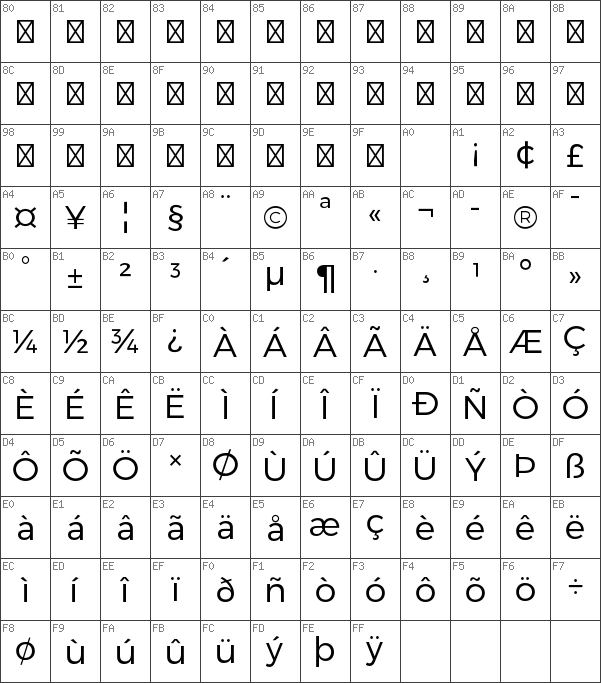 80 81 82 83 84 85 86 87 88 89 8A 8B
8C 8D 8E 8F 90 91 92 93 94 95 96 97
98 99 9A 9B 9C 9D 9E 9F A0 A1 A2 A3
¡ ¢ £
A4 A5 A6 A7 A8 A9 AA AB AC AD AE AF
¤ ¥ ¦ § ¨ © ª « ¬ - ® ¯
B0 B1 B2 B3 B4 B5 B6 B7 B8 B9 BA BB
° ± ² ³ ´ µ ¶ · ¸ ¹ º »
BC BD BE BF C0 C1 C2 C3 C4 C5 C6 C7
¼ ½ ¾ ¿ À Á Â Ã Ä Å Æ Ç
C8 C9 CA CB CC CD CE CF D0 D1 D2 D3
È É Ê Ë Ì Í Î Ï Ð Ñ Ò Ó
D4 D5 D6 D7 D8 D9 DA DB DC DD DE DF
Ô Õ Ö × Ø Ù Ú Û Ü Ý Þ ß
E0 E1 E2 E3 E4 E5 E6 E7 E8 E9 EA EB
à á â ã ä å æ ç è é ê ë
EC ED EE EF F0 F1 F2 F3 F4 F5 F6 F7
ì í î ï ð ñ ò ó ô õ ö ÷
F8 F9 FA FB FC FD FE FF
ø ù ú û ü ý þ ÿ